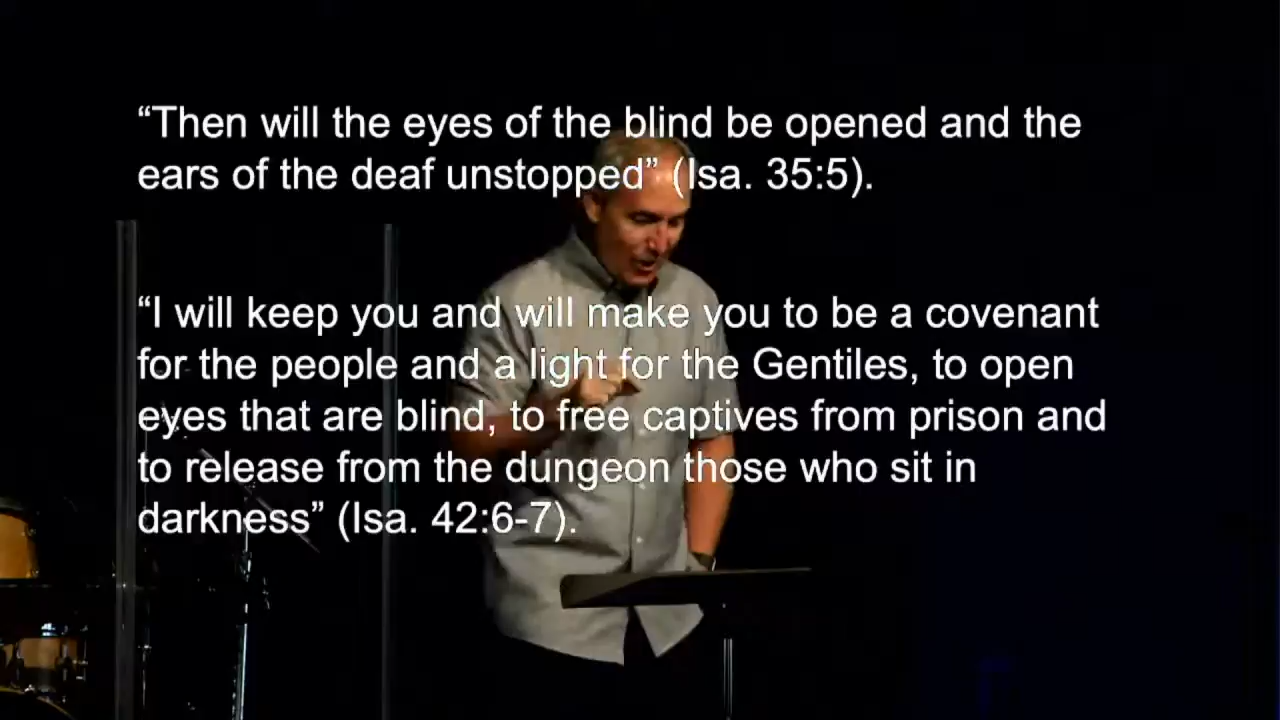 “Then will the eyes of the blind be opened and the
ears of the deaf unstopped” (Isa. 35:5).
“I will keep you and will make you to be a covenant
for the people and a light for the Gentiles, to open
eyes that are blind, to free captives from prison and
to release from the dungeon those who sit in
darkness” (Isa. 42:6-7).